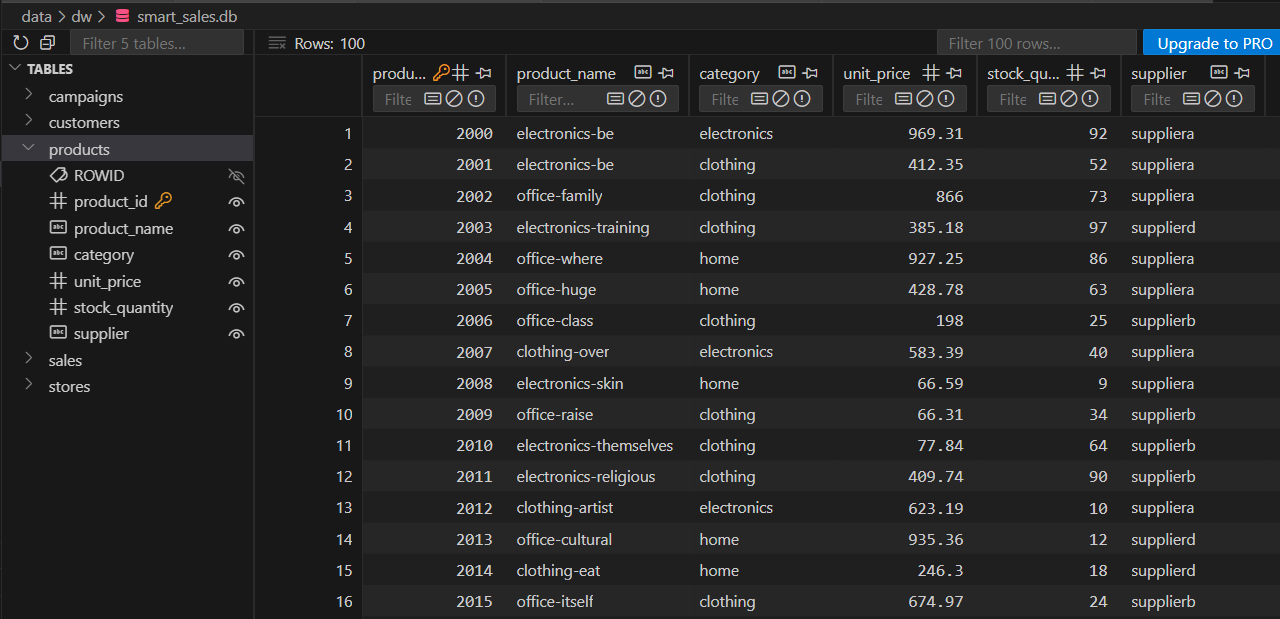 data > dw > smart_sales.db
Filter 5 tables... Rows: 100 Filter 100 rows... Upgrade to PRO
TABLES
campaigns
customers
products
ROWID
product_id
product_name
category
unit_price
stock_quantity
supplier
sales
stores
produ... product_name category unit_price stock_qu... supplier
Filte Filter... Filte Filte Filte Filte
1 2000 electronics-be electronics 969.31 92 suppliera
2 2001 electronics-be clothing 412.35 52 suppliera
3 2002 office-family clothing 866 73 suppliera
4 2003 electronics-training clothing 385.18 97 supplierd
5 2004 office-where home 927.25 86 suppliera
6 2005 office-huge home 428.78 63 suppliera
7 2006 office-class clothing 198 25 supplierb
8 2007 clothing-over electronics 583.39 40 suppliera
9 2008 electronics-skin home 66.59 9 suppliera
10 2009 office-raise clothing 66.31 34 supplierb
11 2010 electronics-themselves clothing 77.84 64 supplierb
12 2011 electronics-religious clothing 409.74 90 supplierb
13 2012 clothing-artist electronics 623.19 10 suppliera
14 2013 office-cultural home 935.36 12 supplierd
15 2014 clothing-eat home 246.3 18 supplierd
16 2015 office-itself clothing 674.97 24 supplierb